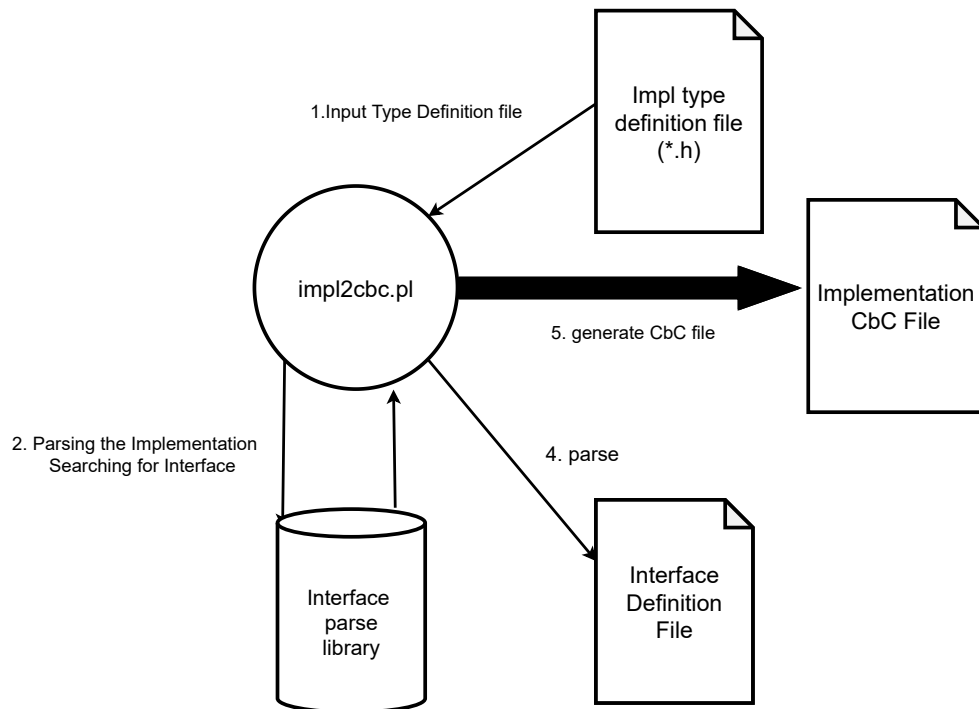 Impl type
definition file
(*.h)
1.Input Type Definition file
impl2cbc.pl
Implementation
CbC File
5. generate CbC file
2. Parsing the Implementation
Searching for Interface
4. parse
Interface
parse
library
Interface
Definition
File